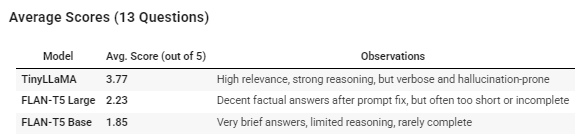 Average Scores (13 Questions)
Model Avg. Score (out of 5) Observations
TinyLLaMA 3.77 High relevance, strong reasoning, but verbose and hallucination-prone
FLAN-T5 Large 2.23 Decent factual answers after prompt fix, but often too short or incomplete
FLAN-T5 Base 1.85 Very brief answers, limited reasoning, rarely complete